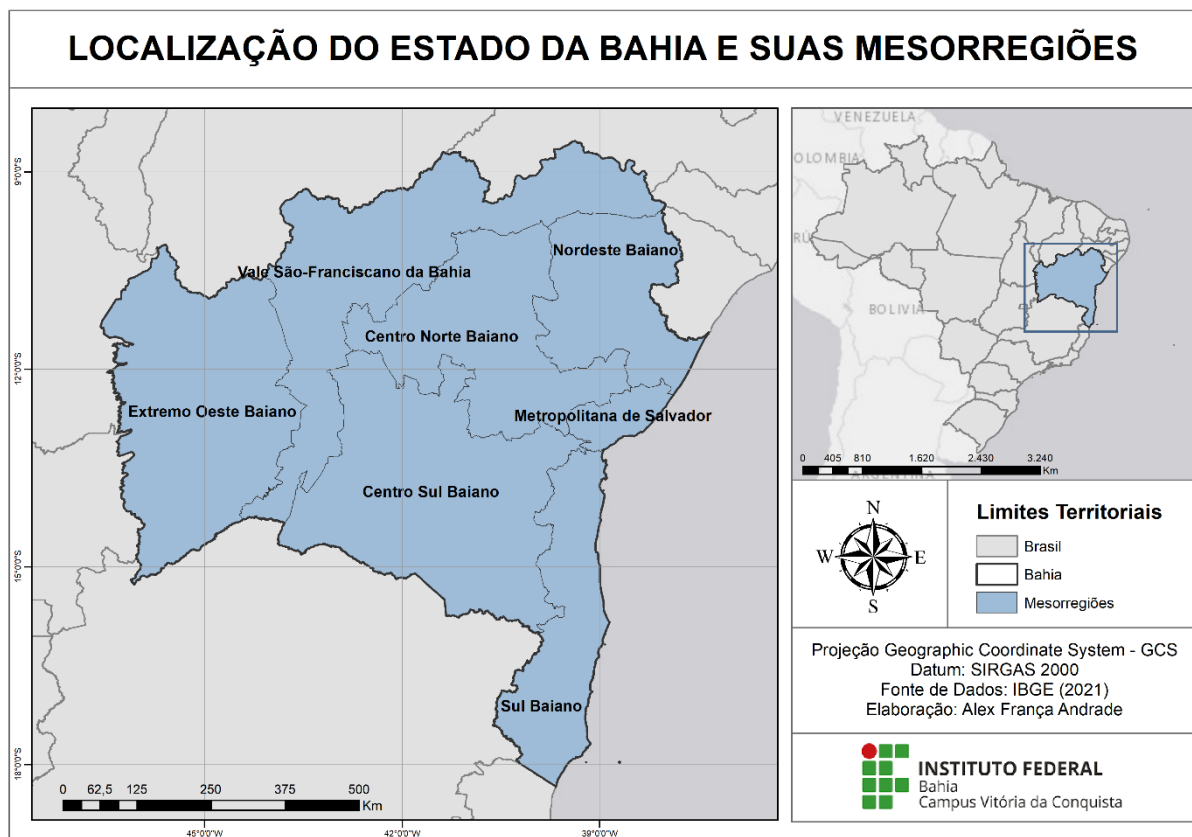 LOCALIZAÇÃO DO ESTADO DA BAHIA E SUAS MESORREGIÕES
9°0'0"S
12°0'0"S
15°0'0"S
18°0'0"S
Nordeste Baiano
Vale São-Franciscano da Bahia
Centro Norte Baiano
Extremo Oeste Baiano
Metropolitana de Salvador
Centro Sul Baiano
Sul Baiano
0 62,5 125 250 375 500
Km
45°0'0"W 42°0'0"W 39°0'0"W
VENEZUELA
OLOMBIA
BOLIVIA
ARGENTINA
0 405 810 1.620 2.430 3.240
Km
N
W E
S
Limites Territoriais
Brasil
Bahia
Mesorregiões
Projeção Geographic Coordinate System - GCS
Datum: SIRGAS 2000
Fonte de Dados: IBGE (2021)
Elaboração: Alex França Andrade
INSTITUTO FEDERAL
Bahia
Campus Vitória da Conquista